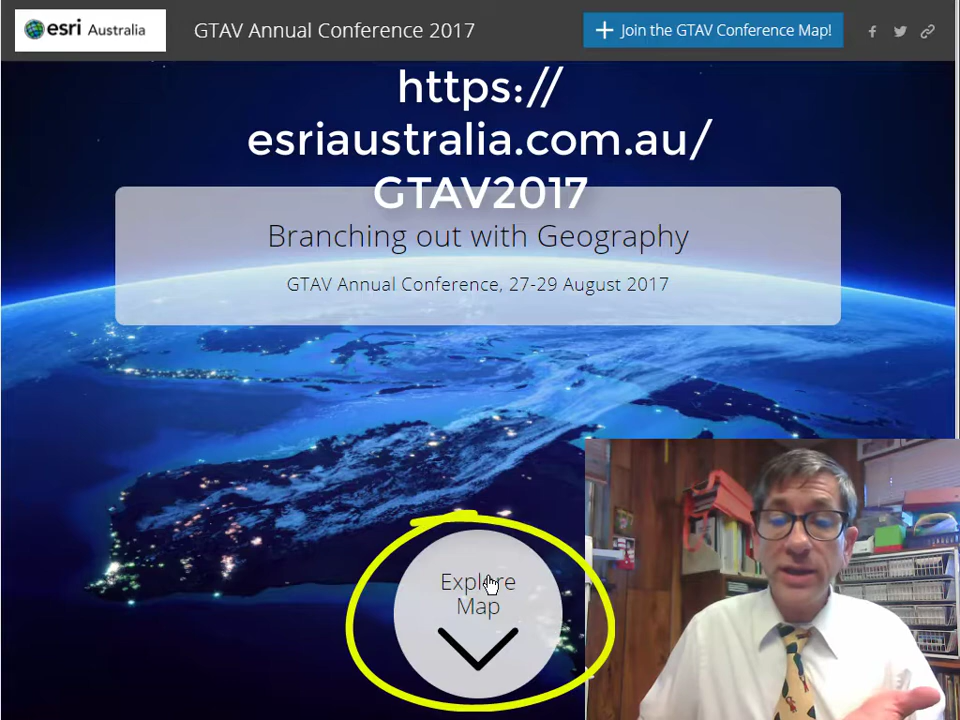 esri Australia
GTAV Annual Conference 2017
+ Join the GTAV Conference Map!
https://
esriaustralia.com.au/
GTAV2017
Branching out with Geography
GTAV Annual Conference, 27-29 August 2017
Explore
Map